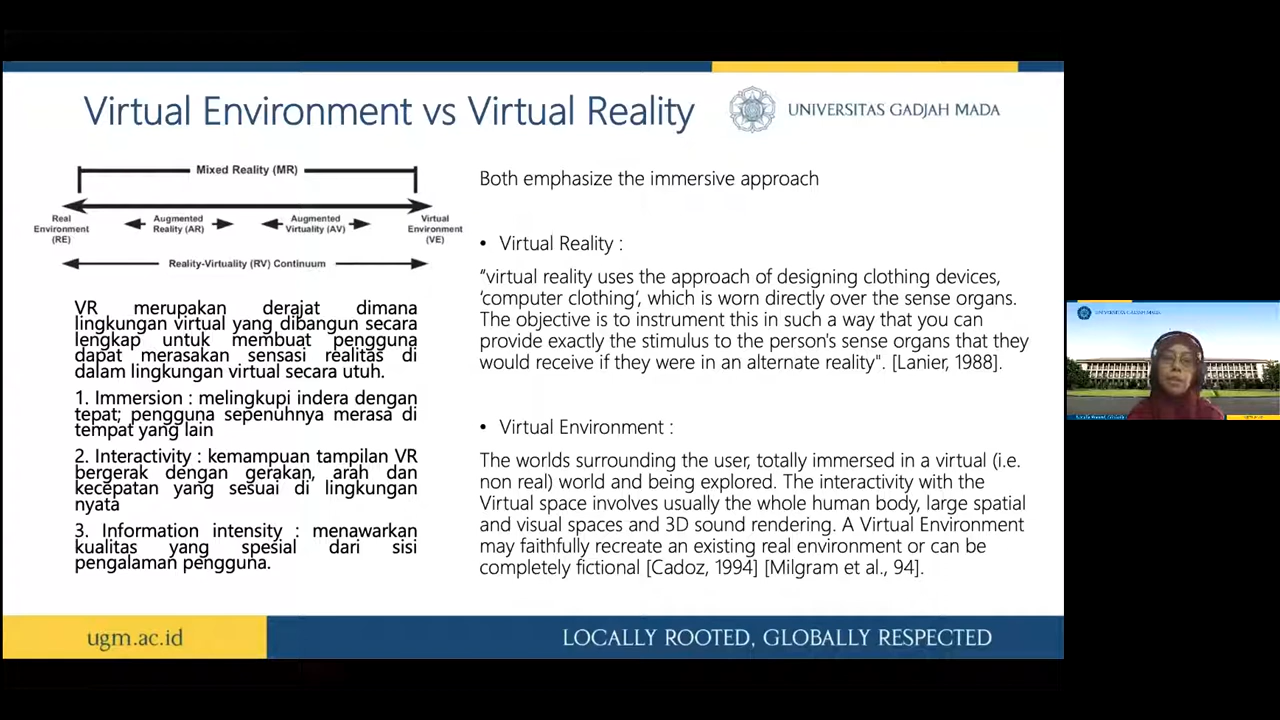 Virtual Environment vs Virtual Reality
UNIVERSITAS GADJAH MADA
Mixed Reality (MR)
Real
Environment
(RE)
Augmented
Reality (AR)
Augmented
Virtuality (AV)
Virtual
Environment
(VE)
Reality-Virtuality (RV) Continuum
VR merupakan derajat dimana
lingkungan virtual yang dibangun secara
lengkap untuk membuat pengguna
dapat merasakan sensasi realitas di
dalam lingkungan virtual secara utuh.
1. Immersion : melingkupi indera dengan
tepat; pengguna sepenuhnya merasa di
tempat yang lain
2. Interactivity : kemampuan tampilan VR
bergerak dengan gerakan, arah dan
kecepatan yang sesuai di lingkungan
nyata
3. Information intensity : menawarkan
kualitas yang spesial dari sisi
pengalaman pengguna.
Both emphasize the immersive approach
• Virtual Reality :
“virtual reality uses the approach of designing clothing devices,
‘computer clothing’, which is worn directly over the sense organs.
The objective is to instrument this in such a way that you can
provide exactly the stimulus to the person's sense organs that they
would receive if they were in an alternate reality". [Lanier, 1988].
• Virtual Environment :
The worlds surrounding the user, totally immersed in a virtual (i.e.
non real) world and being explored. The interactivity with the
Virtual space involves usually the whole human body, large spatial
and visual spaces and 3D sound rendering. A Virtual Environment
may faithfully recreate an existing real environment or can be
completely fictional [Cadoz, 1994] [Milgram et al., 94].
ugm.ac.id
LOCALLY ROOTED, GLOBALLY RESPECTED
UNIVERSITAS GADJAH MADA